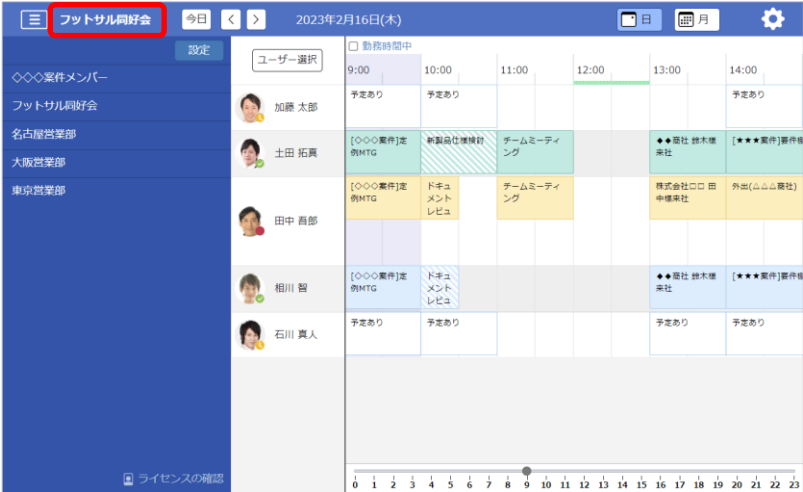 フットサル同好会 今日 < > 2023年2月16日(木) 日 月
設定
◇◇◇案件メンバー
フットサル同好会
名古屋営業部
大阪営業部
東京営業部
ライセンスの確認
ユーザー選択
勤務時間中
9:00 10:00 11:00 12:00 13:00 14:00
加藤 太郎
予定あり 予定あり 予定あり
土田 拓真
[◇◇◇案件]定 新製品仕様検討 チームミーティ ◆◆商社 鈴木様 [★★★案件]要件様
例MTG ング 来社
田中 吾郎
[◇◇◇案件]定 ドキュ チームミーティ 株式会社□□ 田 外出(△△△商社)
例MTG メント ング 中様来社
レビュ
相川 智
[◇◇◇案件]定 ドキュ ◆◆商社 鈴木様 [★★★案件]要件様
例MTG メント 来社
レビュ
石川 真人
予定あり 予定あり 予定あり 予定あり
0 1 2 3 4 5 6 7 8 9 10 11 12 13 14 15 16 17 18 19 20 21 22 23